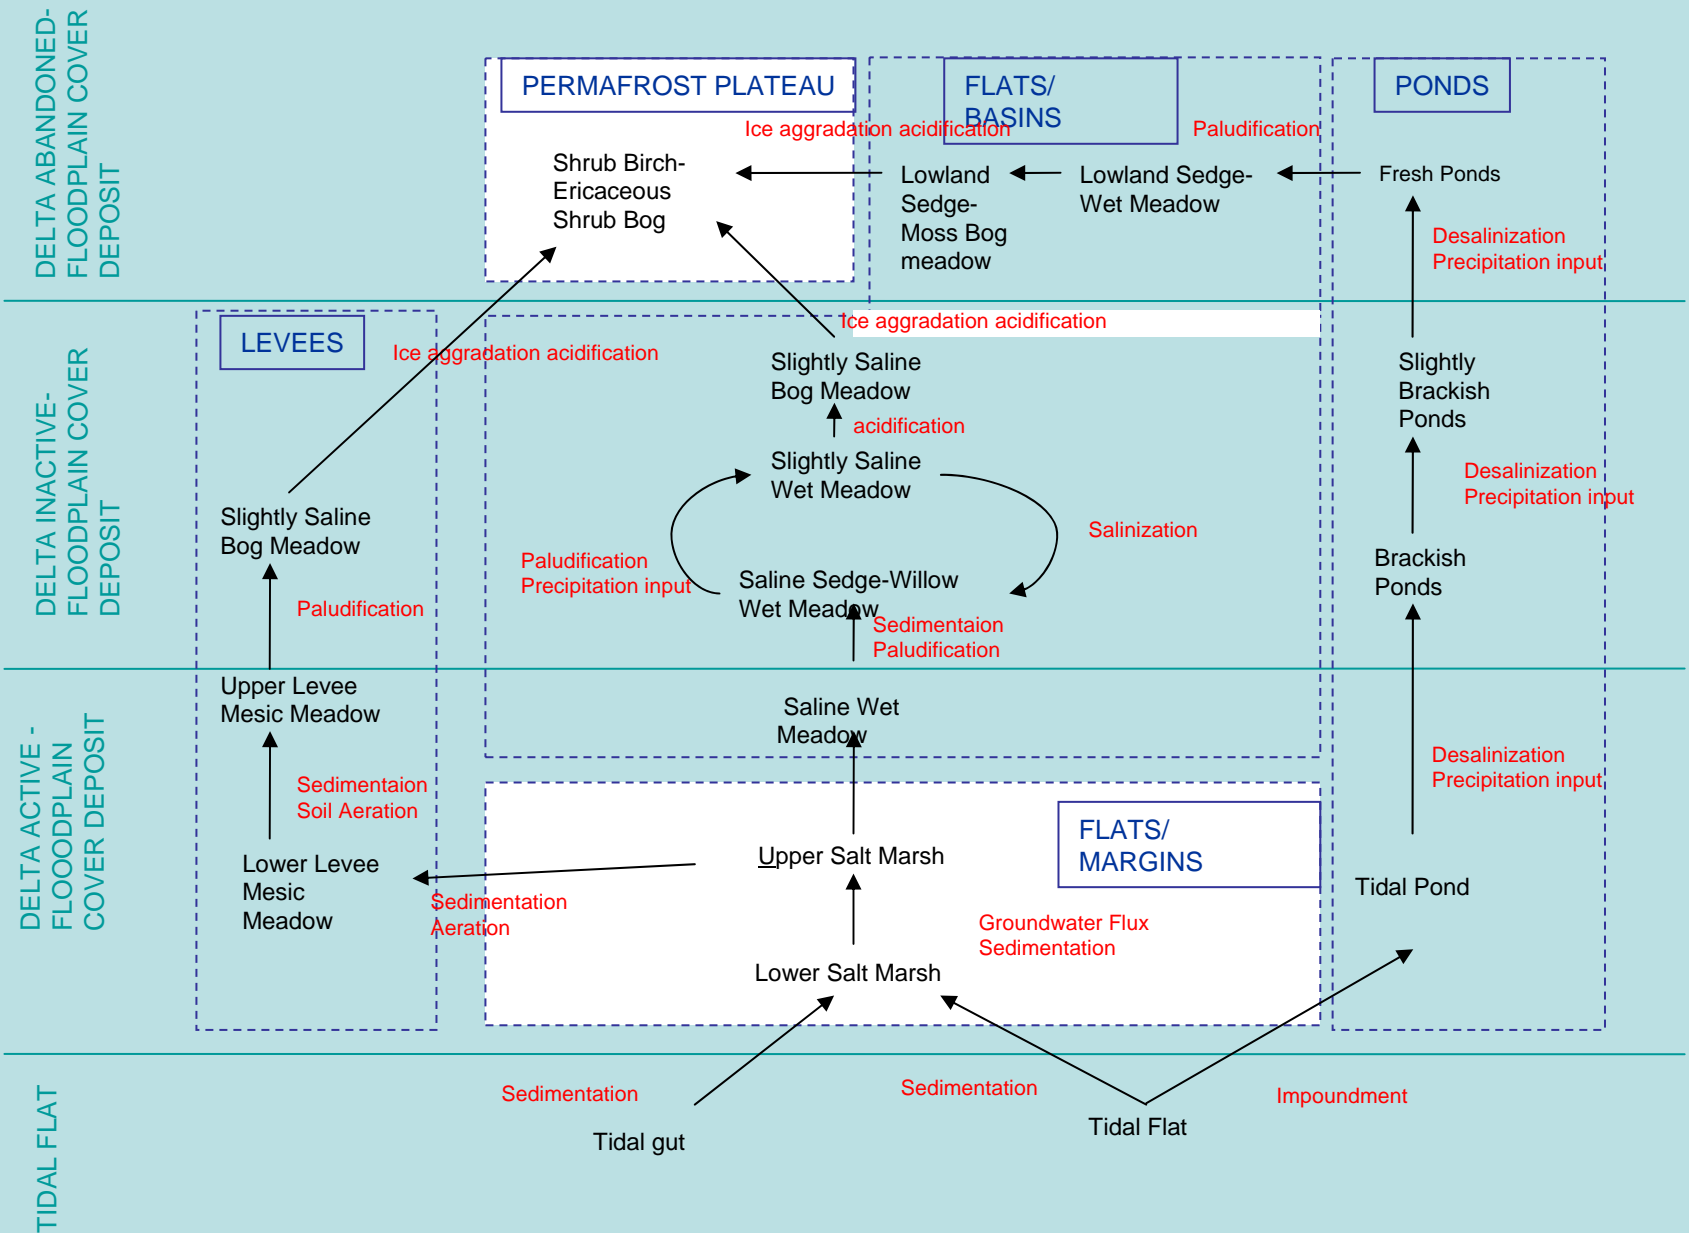 DELTA ABANDONED-
FLOODPLAIN COVER
DEPOSIT
PERMAFROST PLATEAU
FLATS/
BASINS
PONDS
Ice aggradation acidification
Paludification
Shrub Birch-
Ericaceous
Shrub Bog
Lowland
Sedge-
Moss Bog
meadow
Lowland Sedge-
Wet Meadow
Fresh Ponds
Desalinization
Precipitation input
DELTA INACTIVE-
FLOODPLAIN COVER
DEPOSIT
LEVEES
Ice aggradation acidification
Ice aggradation acidification
Slightly Saline
Bog Meadow
acidification
Slightly Saline
Wet Meadow
Slightly
Brackish
Ponds
Desalinization
Precipitation input
Slightly Saline
Bog Meadow
Salinization
Paludification
Precipitation input
Saline Sedge-Willow
Wet Meadow
Brackish
Ponds
Paludification
Sedimentaion
Paludification
DELTA ACTIVE -
FLOOODPLAIN
COVER DEPOSIT
Upper Levee
Mesic Meadow
Saline Wet
Meadow
Sedimentaion
Soil Aeration
Desalinization
Precipitation input
FLATS/
MARGINS
Lower Levee
Mesic
Meadow
Upper Salt Marsh
Tidal Pond
Sedimentation
Aeration
Groundwater Flux
Sedimentation
Lower Salt Marsh
TIDAL FLAT
Sedimentation
Sedimentation
Impoundment
Tidal gut
Tidal Flat